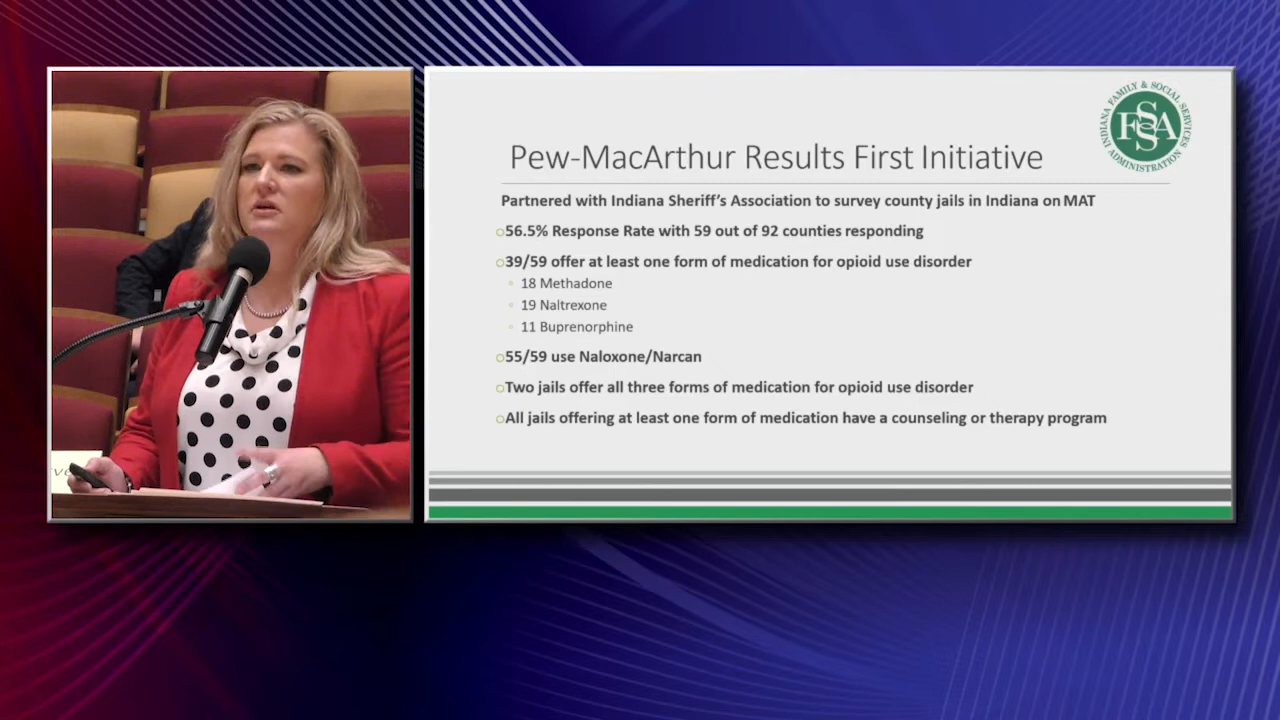 Pew-MacArthur Results First Initiative
INDIANA FAMILY & SOCIAL SERVICES ADMINISTRATION
FSSA
Partnered with Indiana Sheriff's Association to survey county jails in Indiana on MAT
56.5% Response Rate with 59 out of 92 counties responding
39/59 offer at least one form of medication for opioid use disorder
18 Methadone
19 Naltrexone
11 Buprenorphine
55/59 use Naloxone/Narcan
Two jails offer all three forms of medication for opioid use disorder
All jails offering at least one form of medication have a counseling or therapy program